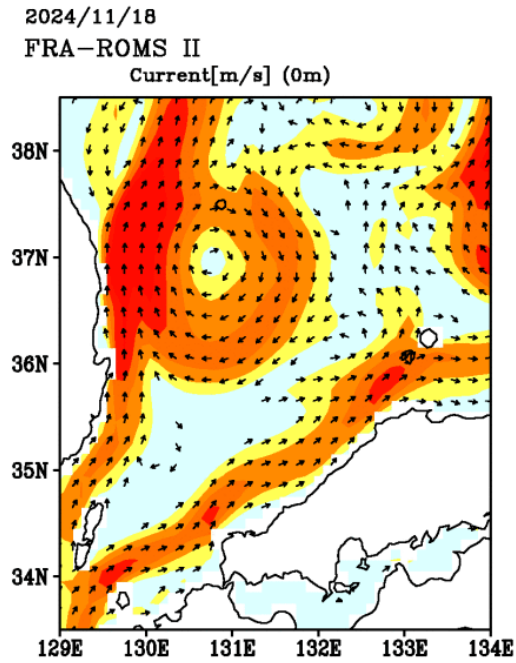 2024/11/18
FRA-ROMS II
Current[m/s] (0m)
38N
37N
36N
35N
34N
129E 130E 131E 132E 133E 134E